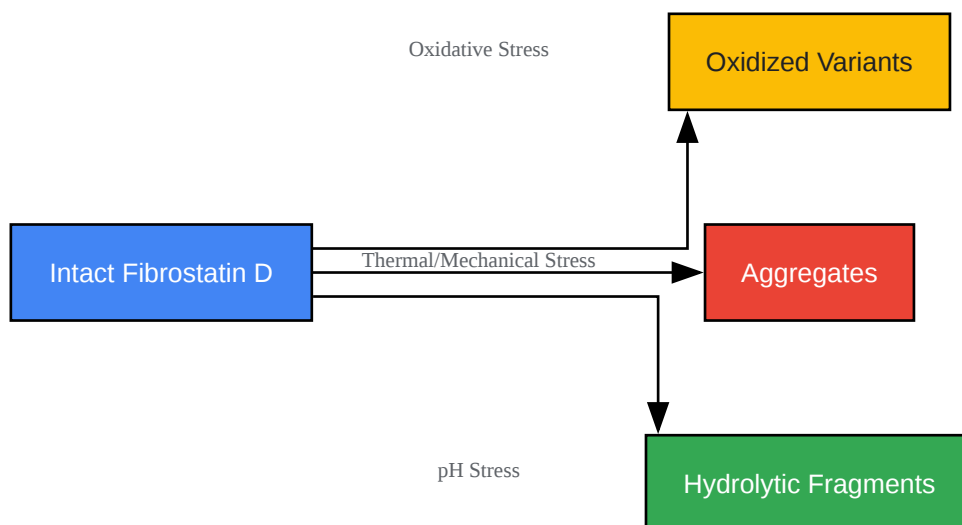 Oxidative Stress
Oxidized Variants
Intact Fibrostatin D
Thermal/Mechanical Stress
Aggregates
pH Stress
Hydrolytic Fragments